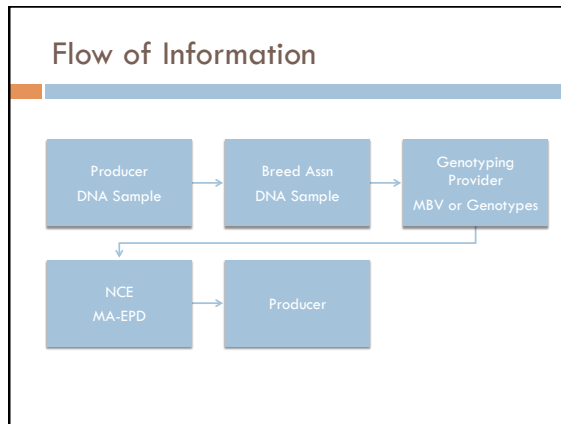 Flow of Information
Producer
DNA Sample
Breed Assn
DNA Sample
Genotyping
Provider
MBV or Genotypes
NCE
MA-EPD
Producer